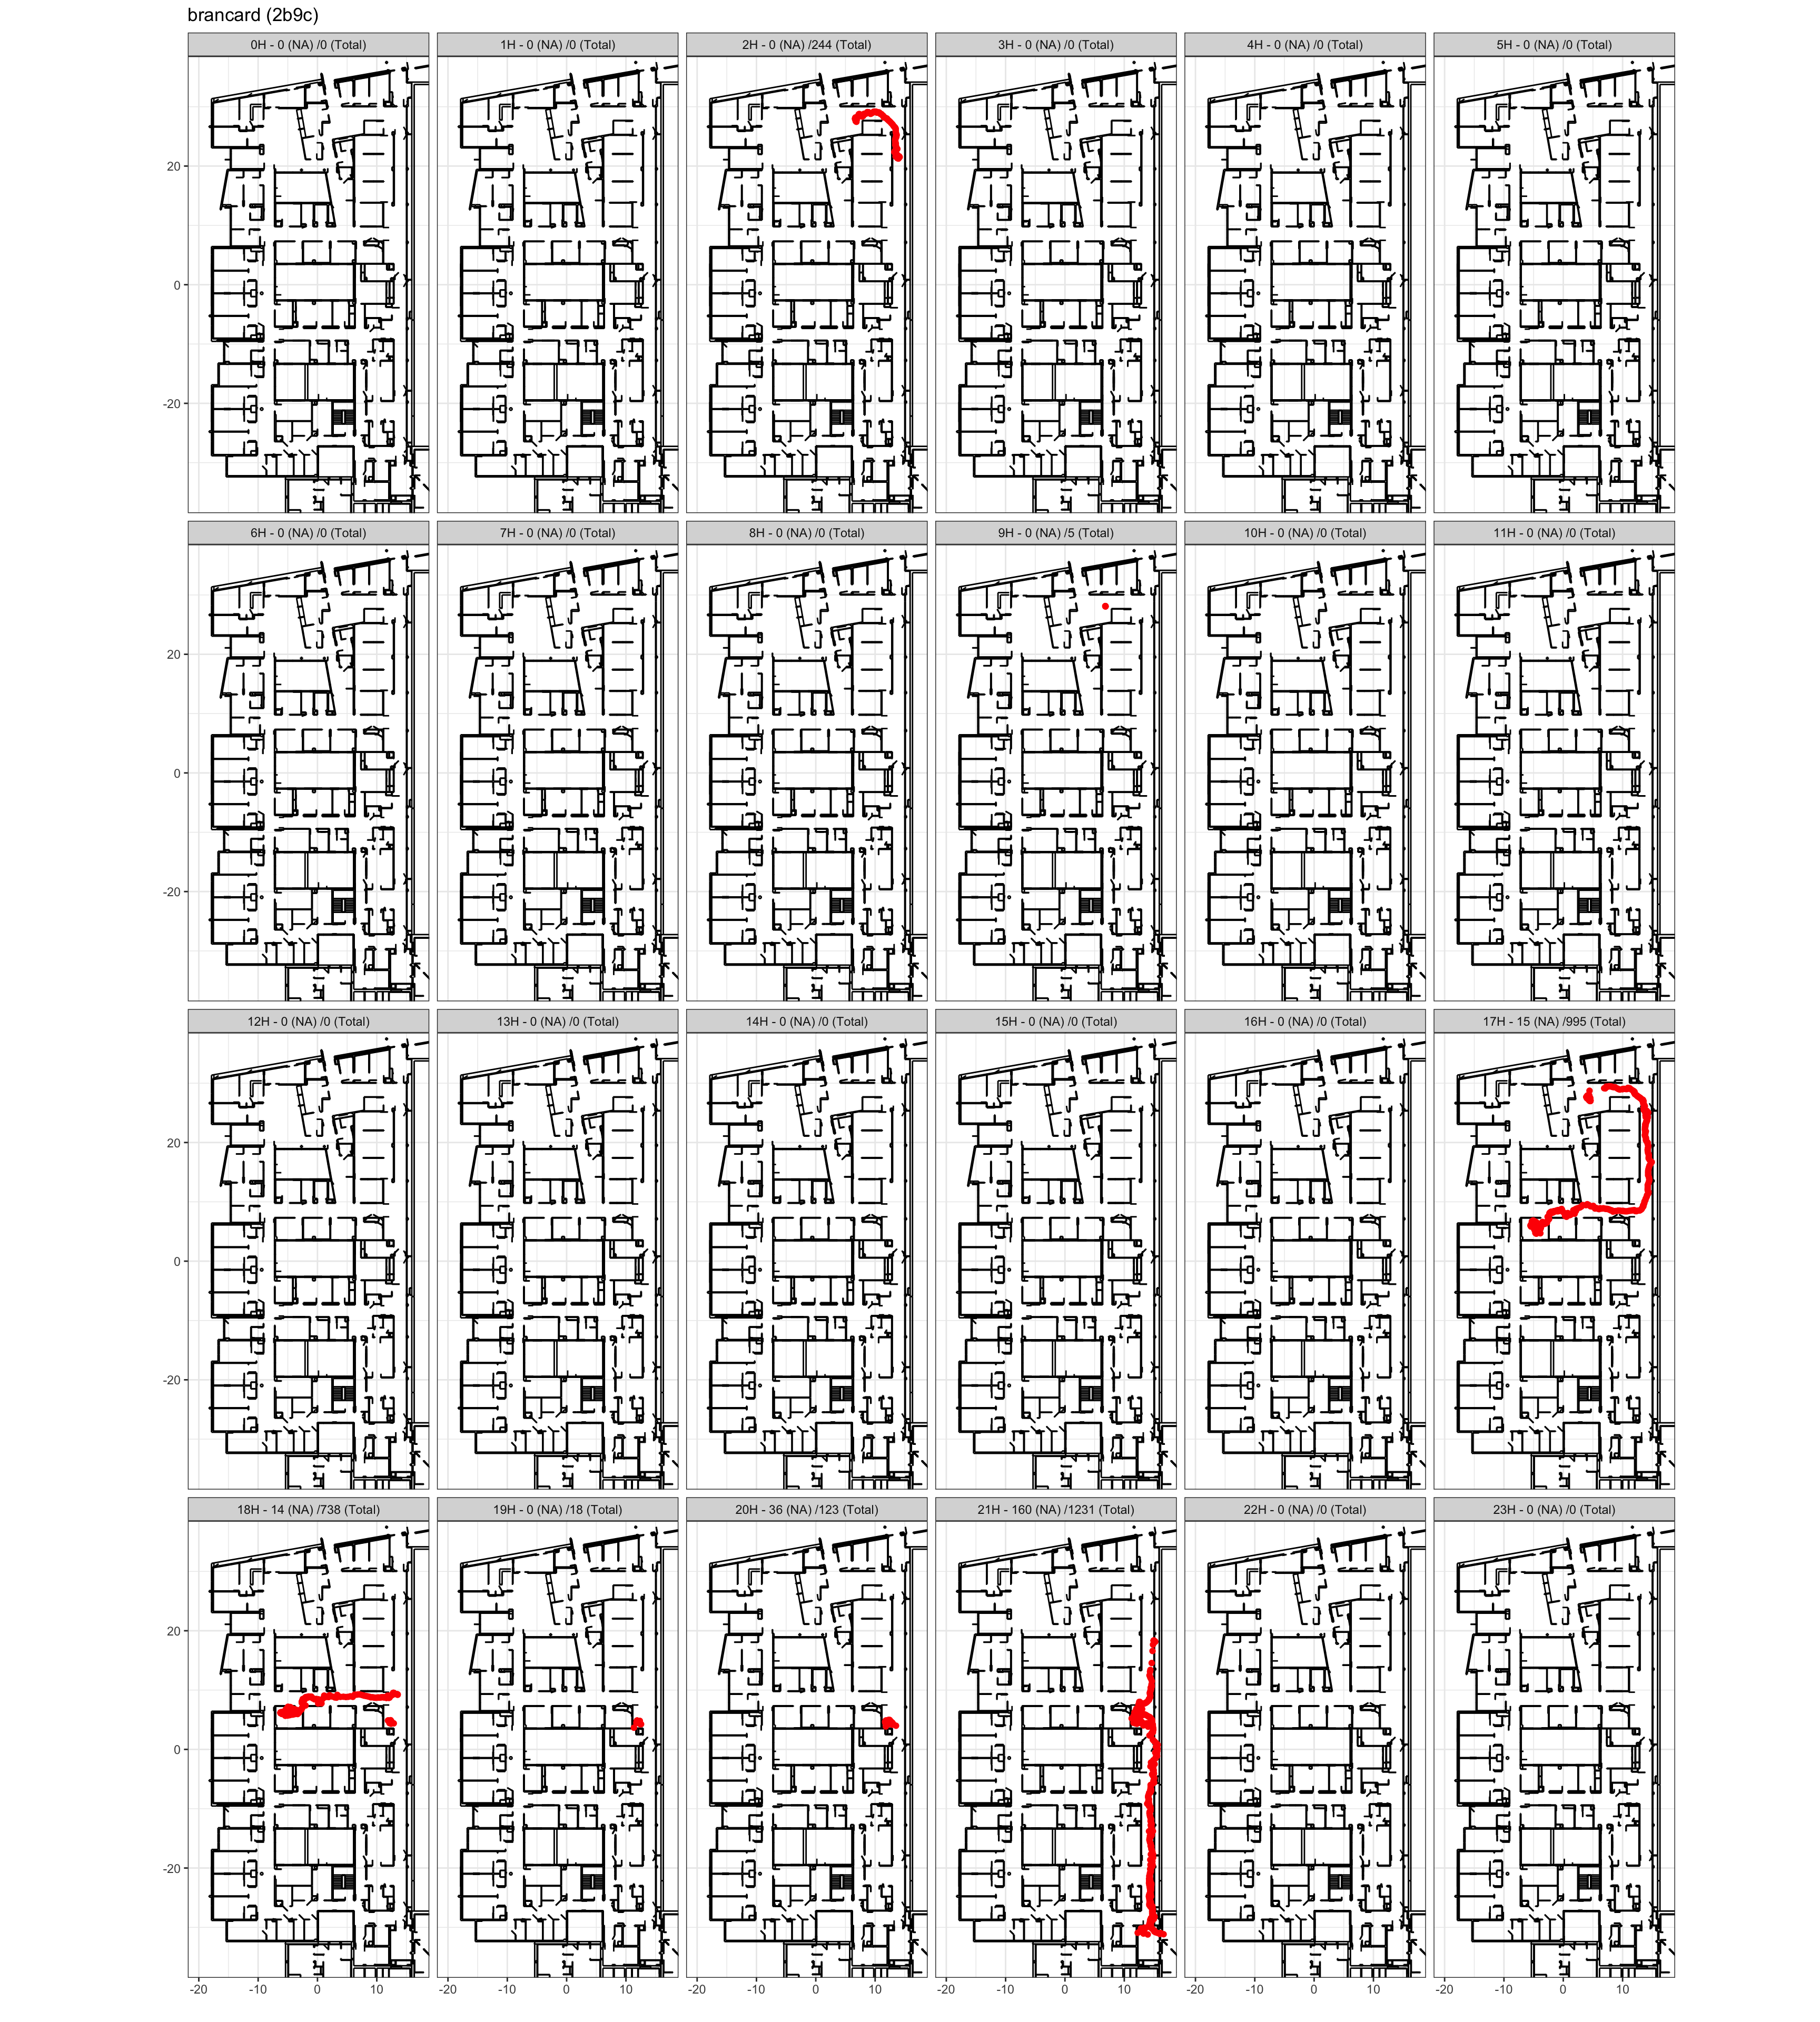 brancard (2b9c)
0H - 0 (NA) /0 (Total) 1H - 0 (NA) /0 (Total) 2H - 0 (NA) /244 (Total) 3H - 0 (NA) /0 (Total) 4H - 0 (NA) /0 (Total) 5H - 0 (NA) /0 (Total)
20
0
-20
6H - 0 (NA) /0 (Total) 7H - 0 (NA) /0 (Total) 8H - 0 (NA) /0 (Total) 9H - 0 (NA) /5 (Total) 10H - 0 (NA) /0 (Total) 11H - 0 (NA) /0 (Total)
20
0
-20
12H - 0 (NA) /0 (Total) 13H - 0 (NA) /0 (Total) 14H - 0 (NA) /0 (Total) 15H - 0 (NA) /0 (Total) 16H - 0 (NA) /0 (Total) 17H - 15 (NA) /995 (Total)
20
0
-20
18H - 14 (NA) /738 (Total) 19H - 0 (NA) /18 (Total) 20H - 36 (NA) /123 (Total) 21H - 160 (NA) /1231 (Total) 22H - 0 (NA) /0 (Total) 23H - 0 (NA) /0 (Total)
20
0
-20
-20 -10 0 10 -20 -10 0 10 -20 -10 0 10 -20 -10 0 10 -20 -10 0 10 -20 -10 0 10